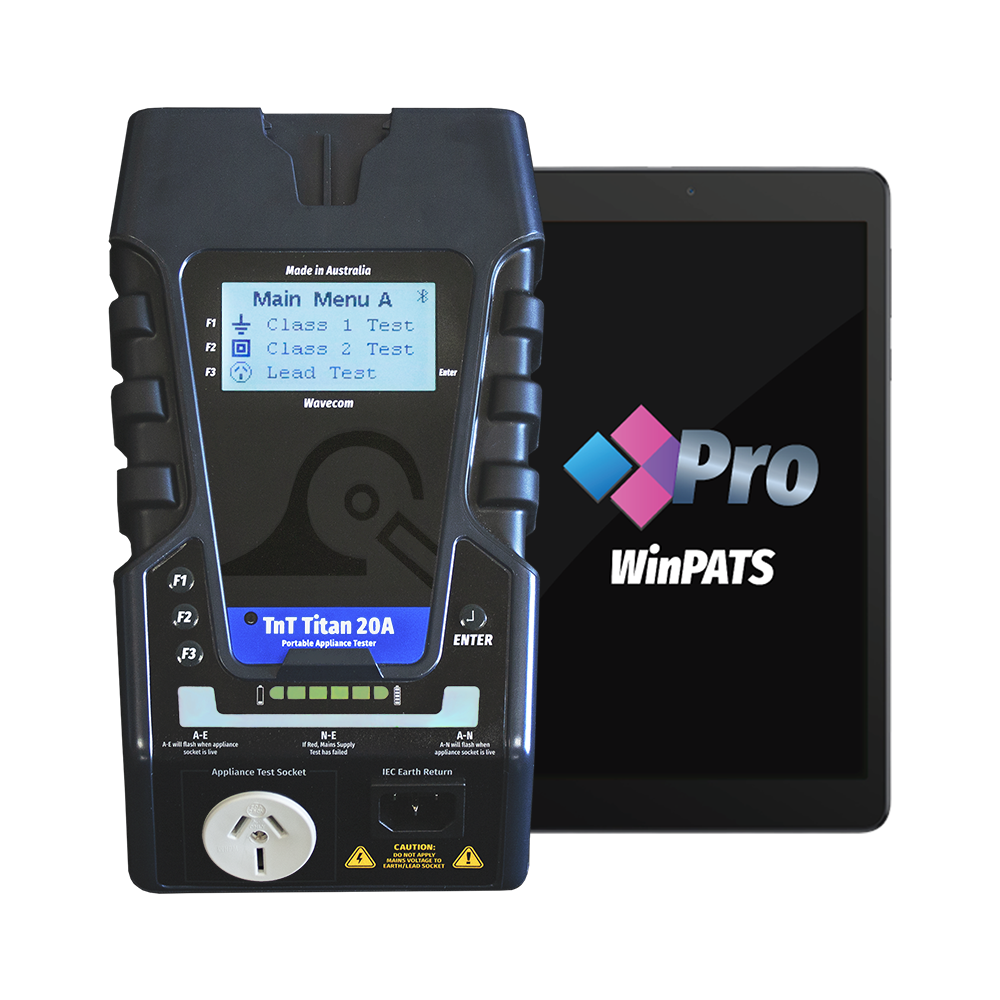 Made in Australia
Main Menu A
F1 Class 1 Test
F2 Class 2 Test
F3 Lead Test
Enter
Wavecom
Pro
WinPATS
F1
F2
F3
TnT Titan 20A
Portable Appliance Tester
ENTER
A-E
A-E will flash when appliance
socket is live
N-E
If Red, Mains Supply
Test has failed
A-N
A-N will flash when
appliance socket is live
Appliance Test Socket
IEC Earth Return
CAUTION:
DO NOT APPLY
MAINS VOLTAGE TO
EARTH/LEAD SOCKET